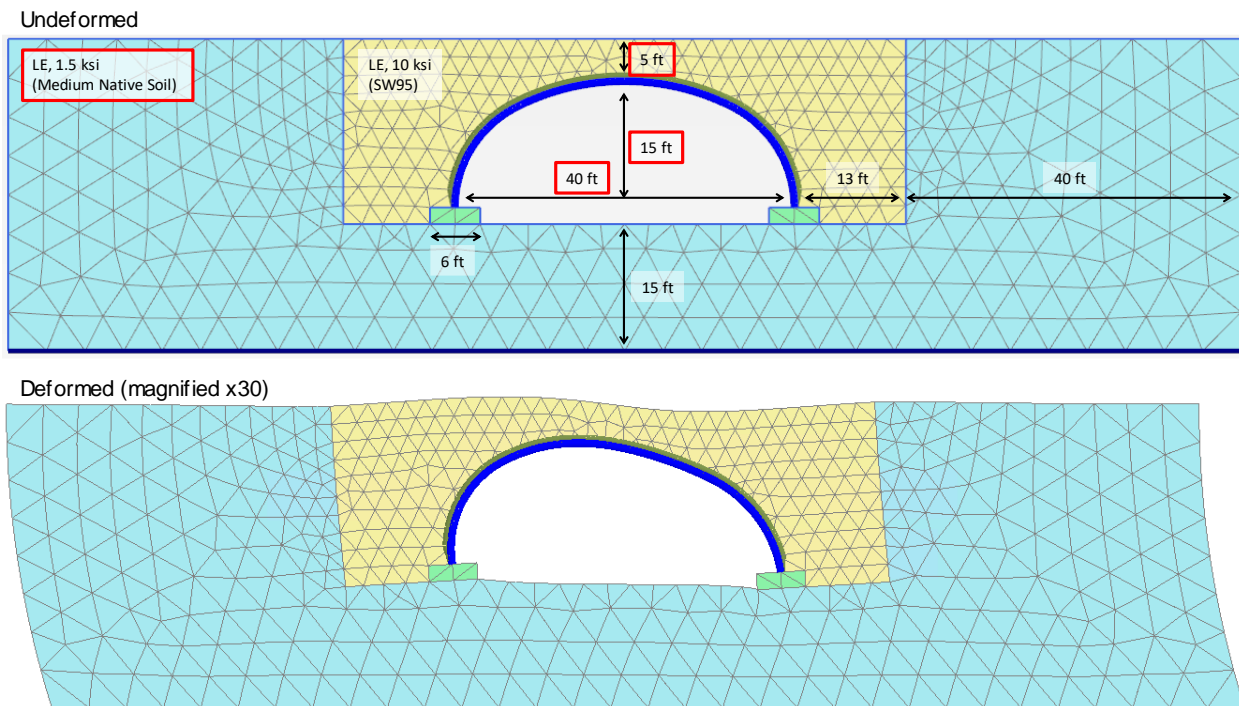 Undeformed
LE, 1.5 ksi
(Medium Native Soil)
LE, 10 ksi
(SW95)
5 ft
15 ft
40 ft
13 ft
40 ft
6 ft
15 ft
Deformed (magnified x30)